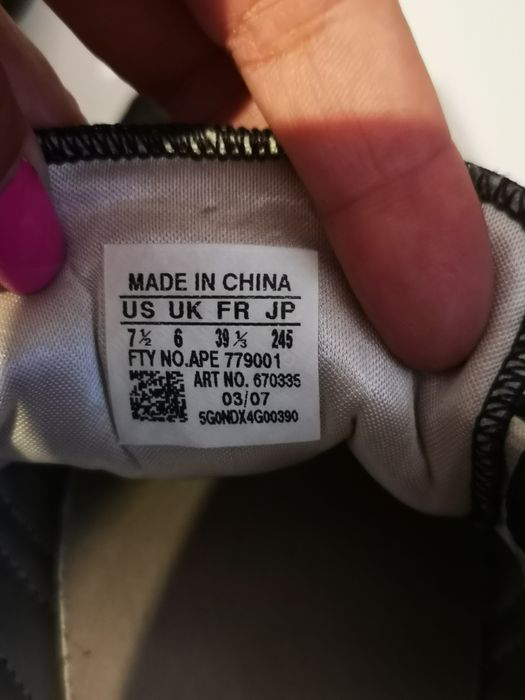 MADE IN CHINA
US UK FR JP
7½ 6 39⅓ 245
FTY NO.APE 779001
ART NO. 670335
03/07
5G0NDX4G00390